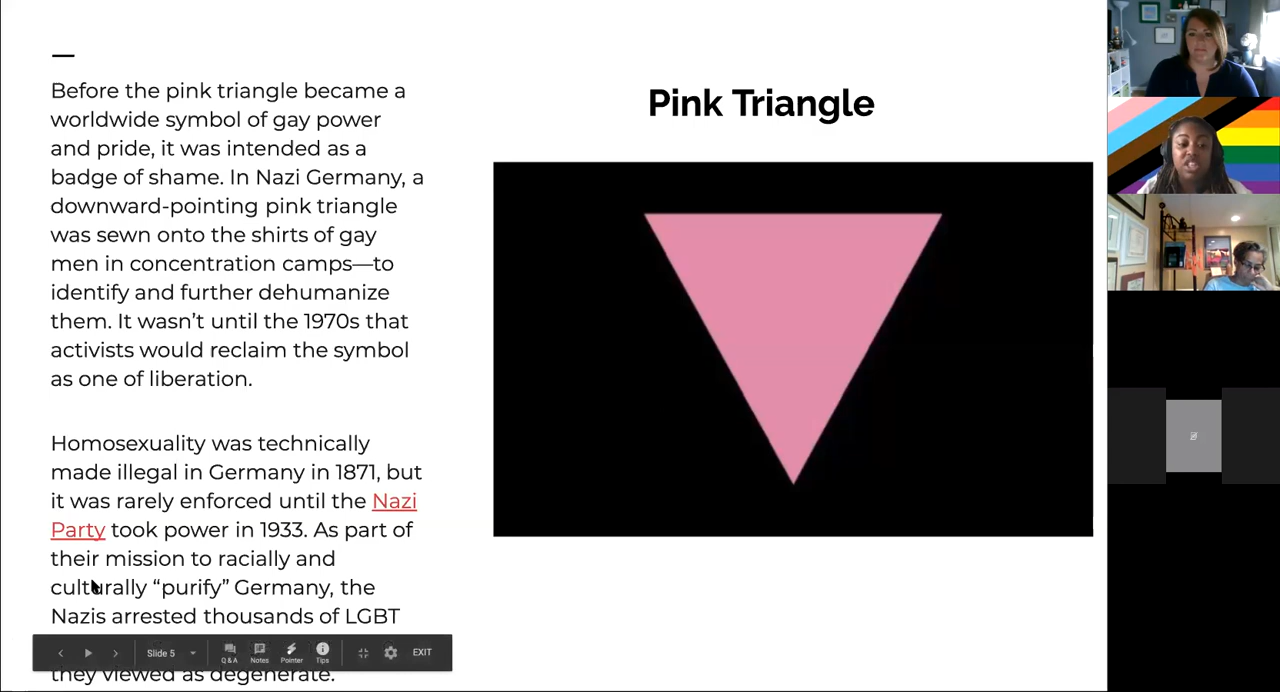 Before the pink triangle became a
worldwide symbol of gay power
and pride, it was intended as a
badge of shame. In Nazi Germany, a
downward-pointing pink triangle
was sewn onto the shirts of gay
men in concentration camps—to
identify and further dehumanize
them. It wasn't until the 1970s that
activists would reclaim the symbol
as one of liberation.
Homosexuality was technically
made illegal in Germany in 1871, but
it was rarely enforced until the Nazi
Party took power in 1933. As part of
their mission to racially and
culturally “purify” Germany, the
Nazis arrested thousands of LGBT
they viewed as degenerate.
Pink Triangle
Slide 5
Q & A
Notes
Pointer
Tips
EXIT